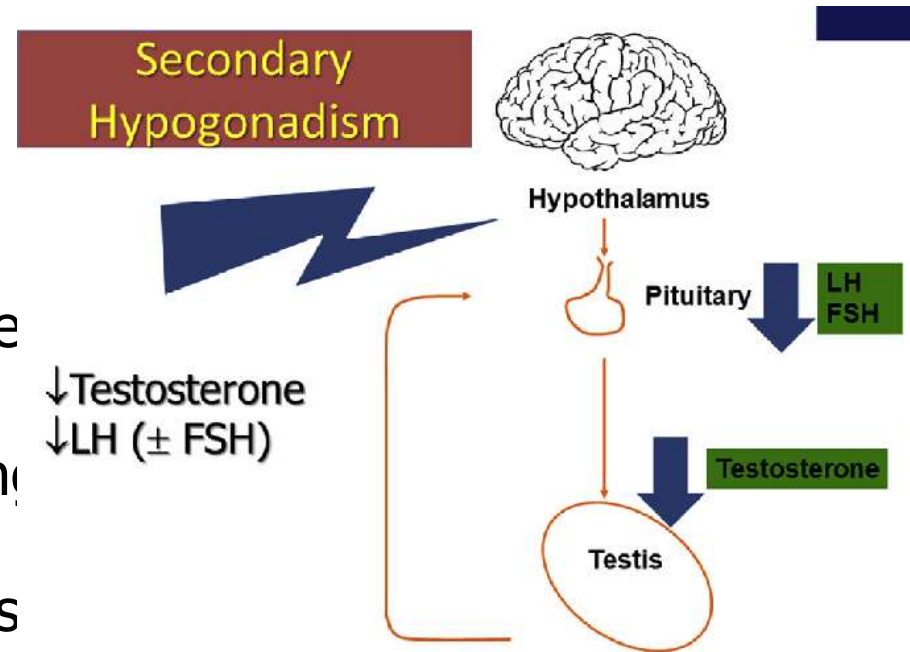 Secondary
Hypogonadism
Hypothalamus
Pituitary
LH
FSH
e
↓Testosterone
↓LH (± FSH)
Testosterone
Testis
s